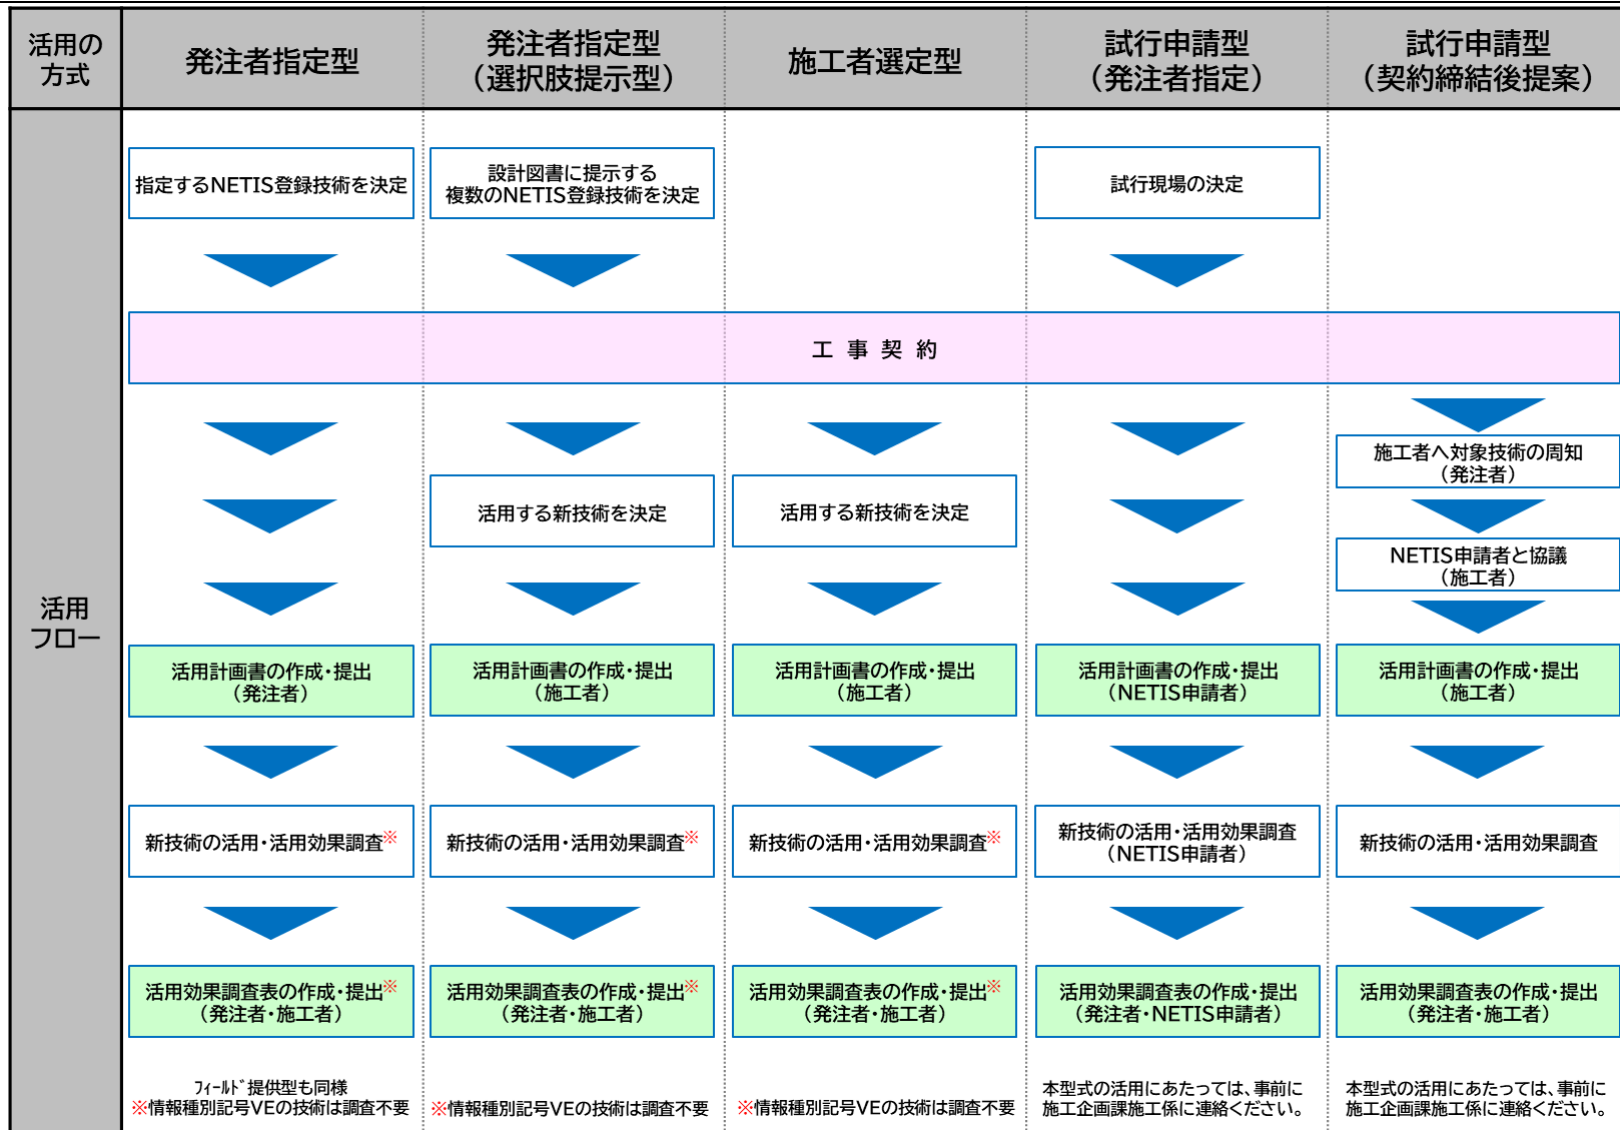 活用の
方式
発注者指定型
発注者指定型
（選択肢提示型）
施工者選定型
試行申請型
（発注者指定）
試行申請型
（契約締結後提案）
活用
フロー
指定するNETIS登録技術を決定
設計図書に提示する
複数のNETIS登録技術を決定
試行現場の決定
工 事 契 約
施工者へ対象技術の周知
（発注者）
活用する新技術を決定
活用する新技術を決定
NETIS申請者と協議
（施工者）
活用計画書の作成・提出
（発注者）
活用計画書の作成・提出
（施工者）
活用計画書の作成・提出
（施工者）
活用計画書の作成・提出
（NETIS申請者）
活用計画書の作成・提出
（施工者）
新技術の活用・活用効果調査※
新技術の活用・活用効果調査※
新技術の活用・活用効果調査※
新技術の活用・活用効果調査
（NETIS申請者）
新技術の活用・活用効果調査
活用効果調査表の作成・提出※
（発注者・施工者）
活用効果調査表の作成・提出※
（発注者・施工者）
活用効果調査表の作成・提出※
（発注者・施工者）
活用効果調査表の作成・提出
（発注者・NETIS申請者）
活用効果調査表の作成・提出
（発注者・施工者）
ﾌｨｰﾙﾄﾞ提供型も同様
※情報種別記号VEの技術は調査不要
※情報種別記号VEの技術は調査不要
※情報種別記号VEの技術は調査不要
本型式の活用にあたっては、事前に
施工企画課施工係に連絡ください。
本型式の活用にあたっては、事前に
施工企画課施工係に連絡ください。